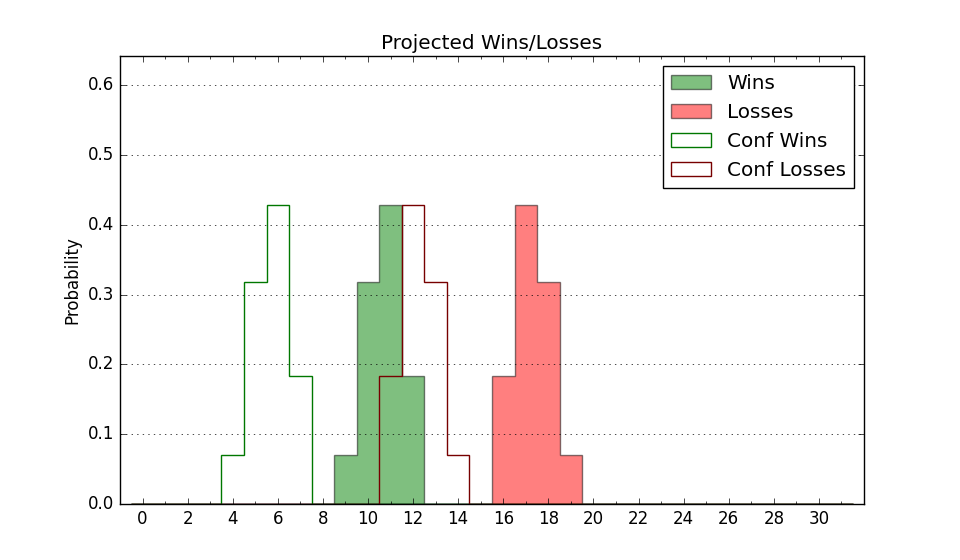 Projected Wins/Losses
Wins
Losses
Conf Wins
Conf Losses
Probability
0.6
0.5
0.4
0.3
0.2
0.1
0.0
0 2 4 6 8 10 12 14 16 18 20 22 24 26 28 30